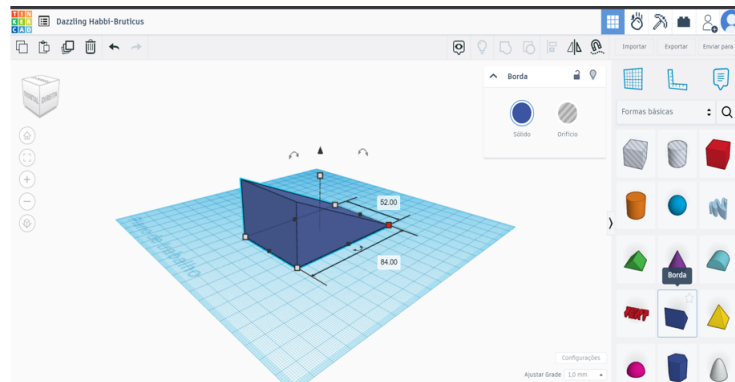 TIN
KER
CAD
Dazzling Habbi-Bruticus
Importar
Exportar
Enviar para
Borda
Sólido
Orifício
Formas básicas
52.00
84.00
Borda
Configurações
Ajustar Grade
1.0 mm